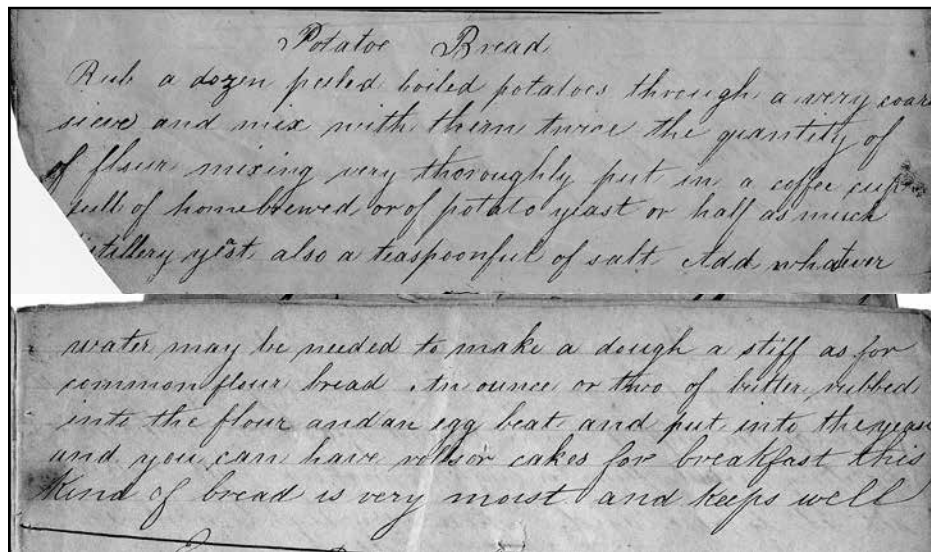 Potatoe Bread
Rub a dozen peeled boiled potatoes through a very coars
sieve and mix with them twice the quantity of
of flour mixing very thoroughly put in a coffee cup
full of homebrewed or of potato yeast or half as much
distillery yest also a teaspoonful of salt Add whatever
water may be needed to make a dough a stiff as for
common flour bread An ounce or two of butter rubbed
into the flour and an egg beat and put into the yeast
and you can have rolls or cakes for breakfast this
kind of bread is very moist and keeps well